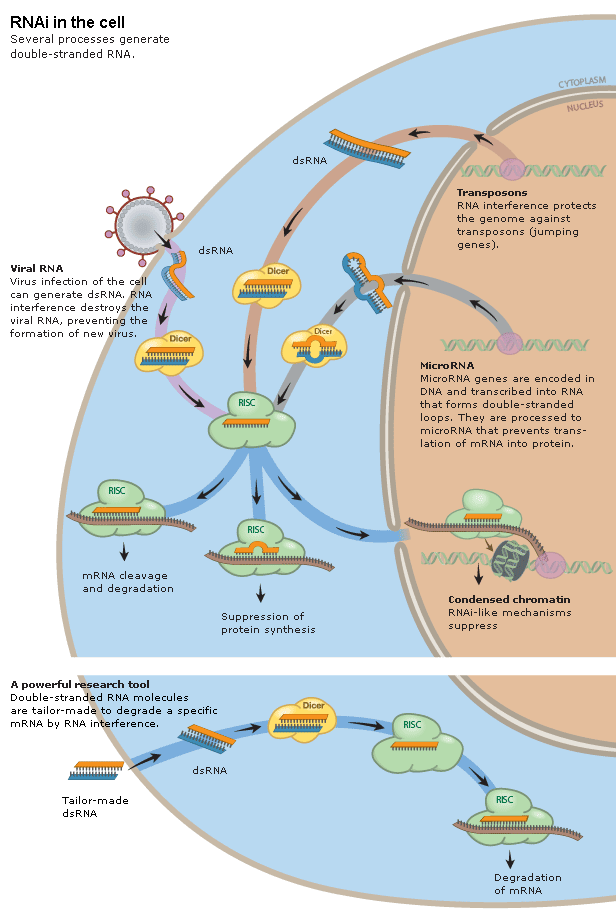 RNAi in the cell
Several processes generate
double-stranded RNA.
CYTOPLASM
NUCLEUS
dsRNA
Transposons
RNA interference protects
the genome against
transposons (jumping
genes).
dsRNA
Viral RNA
Virus infection of the cell
can generate dsRNA. RNA
interference destroys the
viral RNA, preventing the
formation of new virus.
Dicer
Dicer
Dicer
MicroRNA
MicroRNA genes are encoded in
DNA and transcribed into RNA
that forms double-stranded
loops. They are processed to
microRNA that prevents trans-
lation of mRNA into protein.
RISC
RISC
mRNA cleavage
and degradation
RISC
Suppression of
protein synthesis
Condensed chromatin
RNAi-like mechanisms
suppress
A powerful research tool
Double-stranded RNA molecules
are tailor-made to degrade a specific
mRNA by RNA interference.
Tailor-made
dsRNA
dsRNA
Dicer
RISC
RISC
Degradation
of mRNA